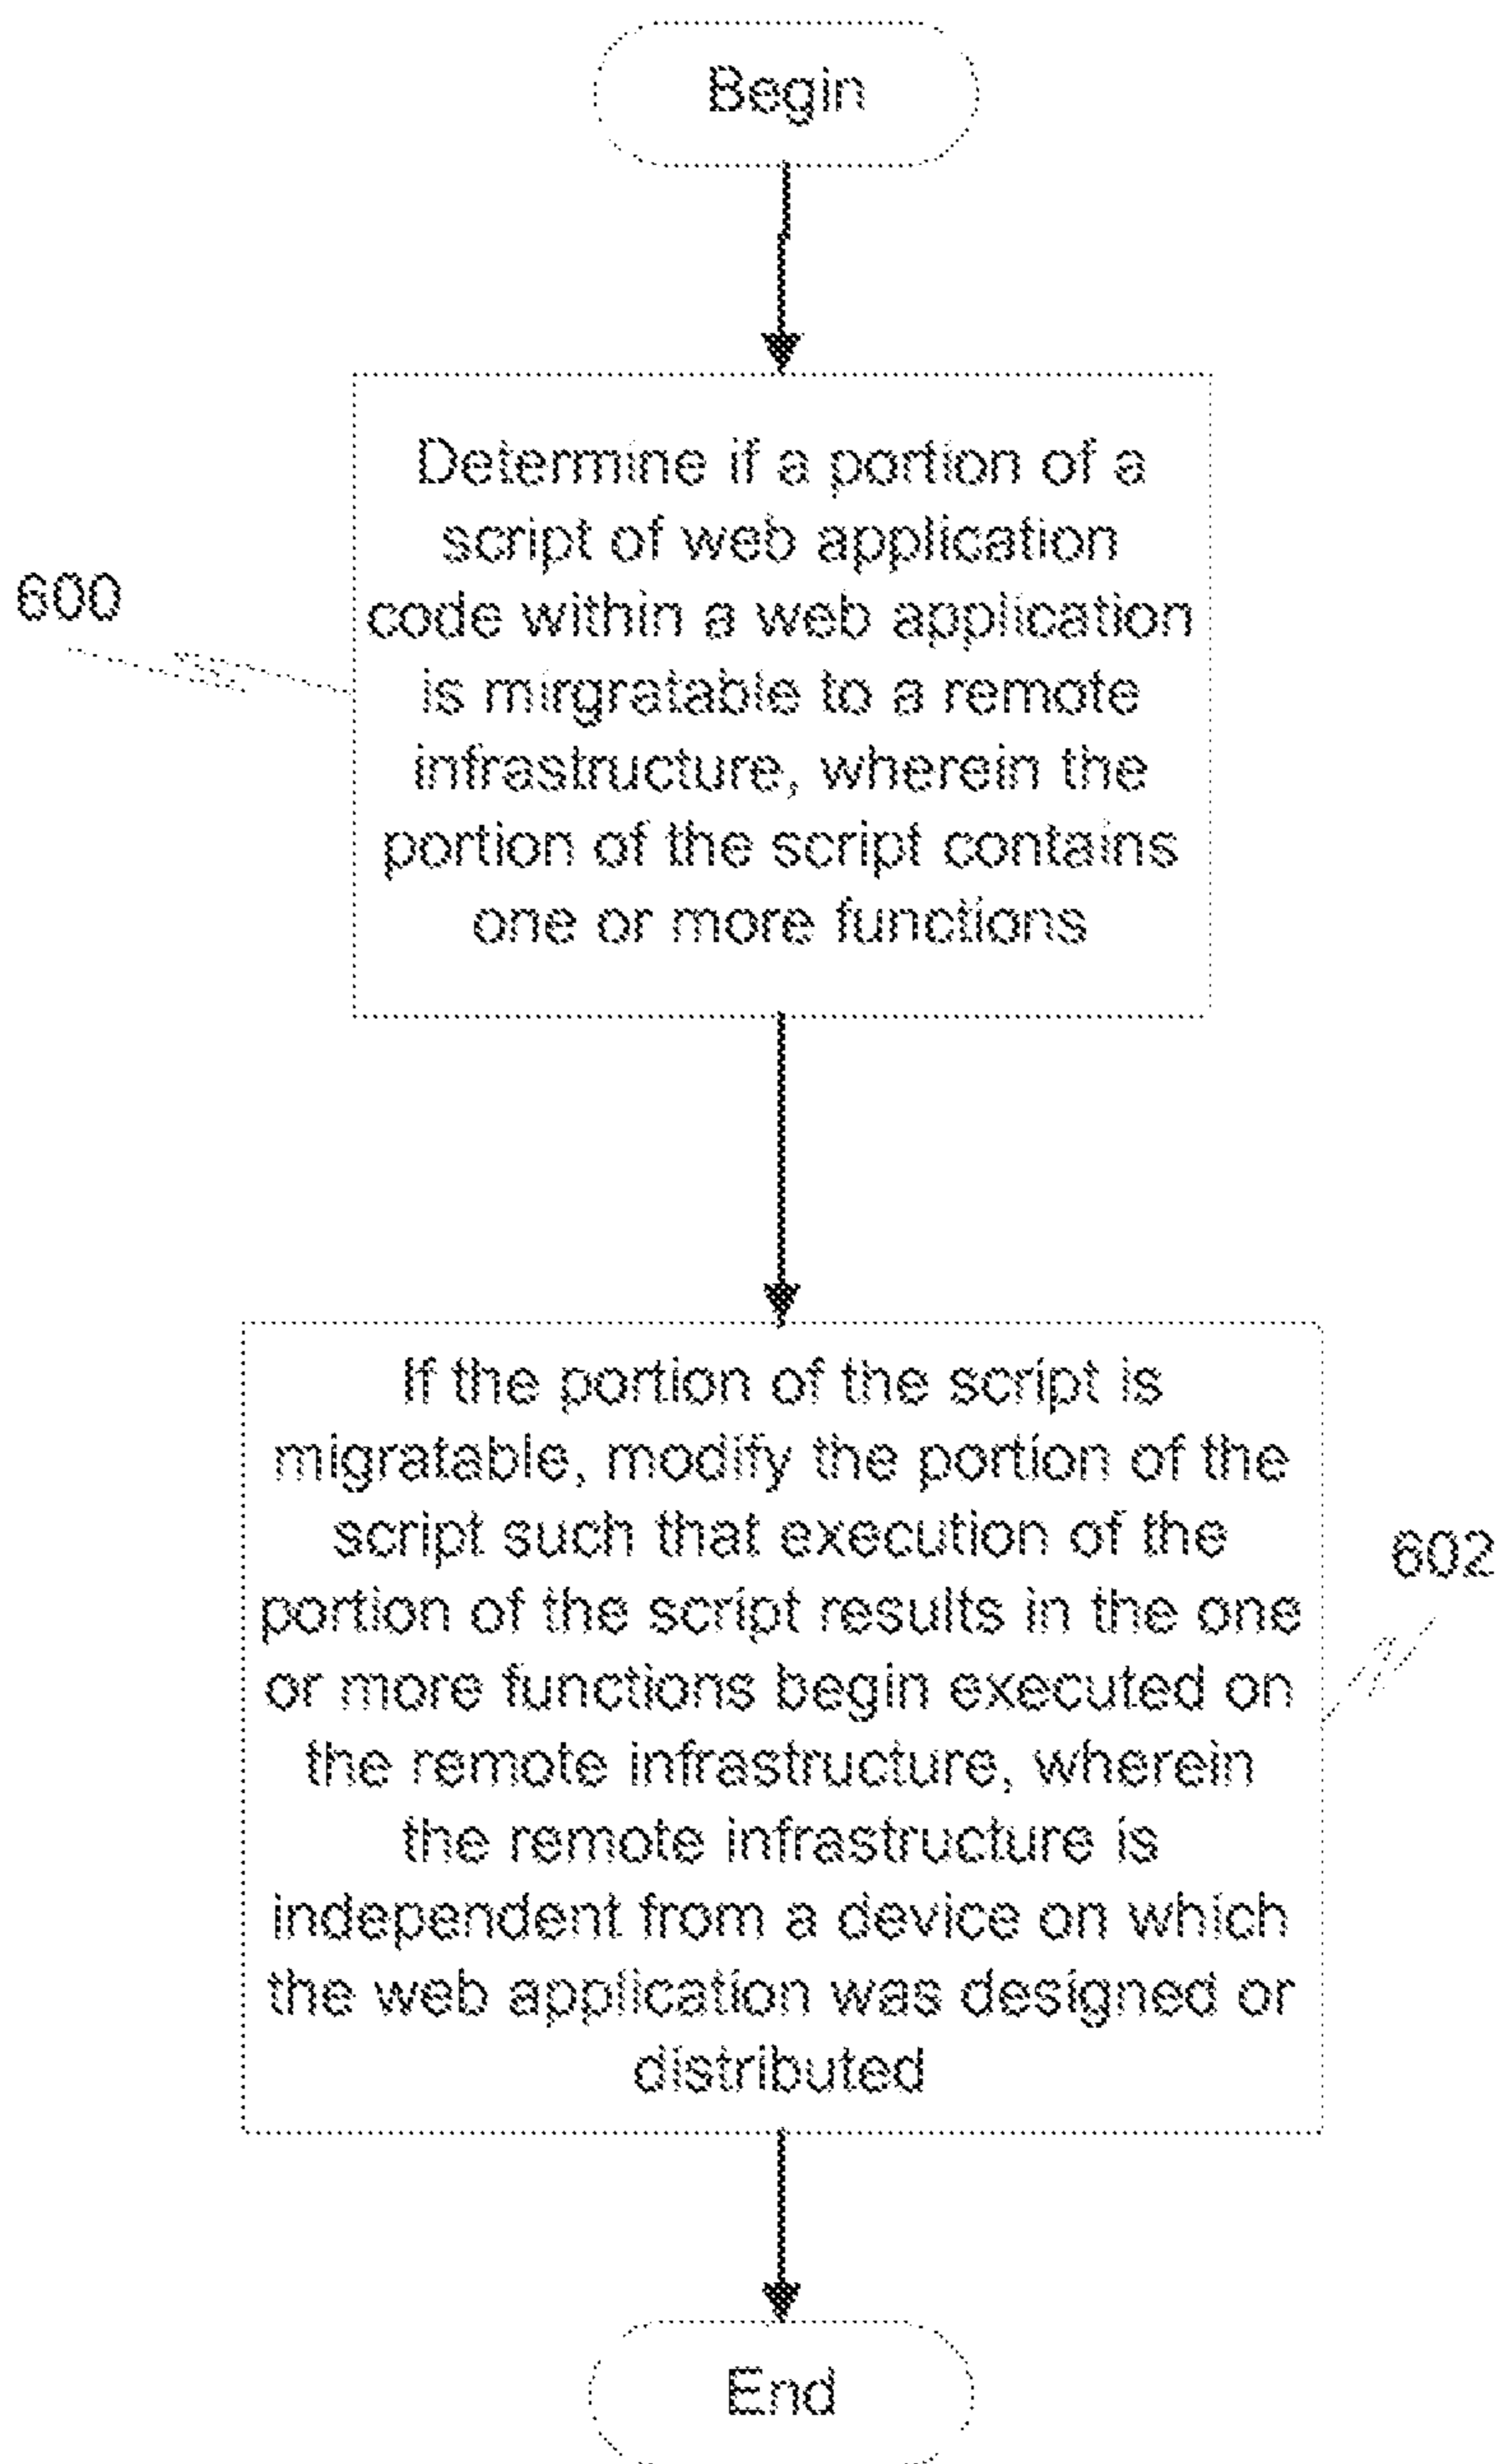 Begin
Determine if a portion of a
script of web application
code within a web application
is mirgratable to a remote
infrastructure, wherein the
portion of the script contains
one or more functions
600
If the portion of the script is
migratable, modify the portion of the
script such that execution of the
portion of the script results in the one
or more functions begin executed on
the remote infrastructure, wherein
the remote infrastructure is
independent from a device on which
the web application was designed or
distributed
602
End